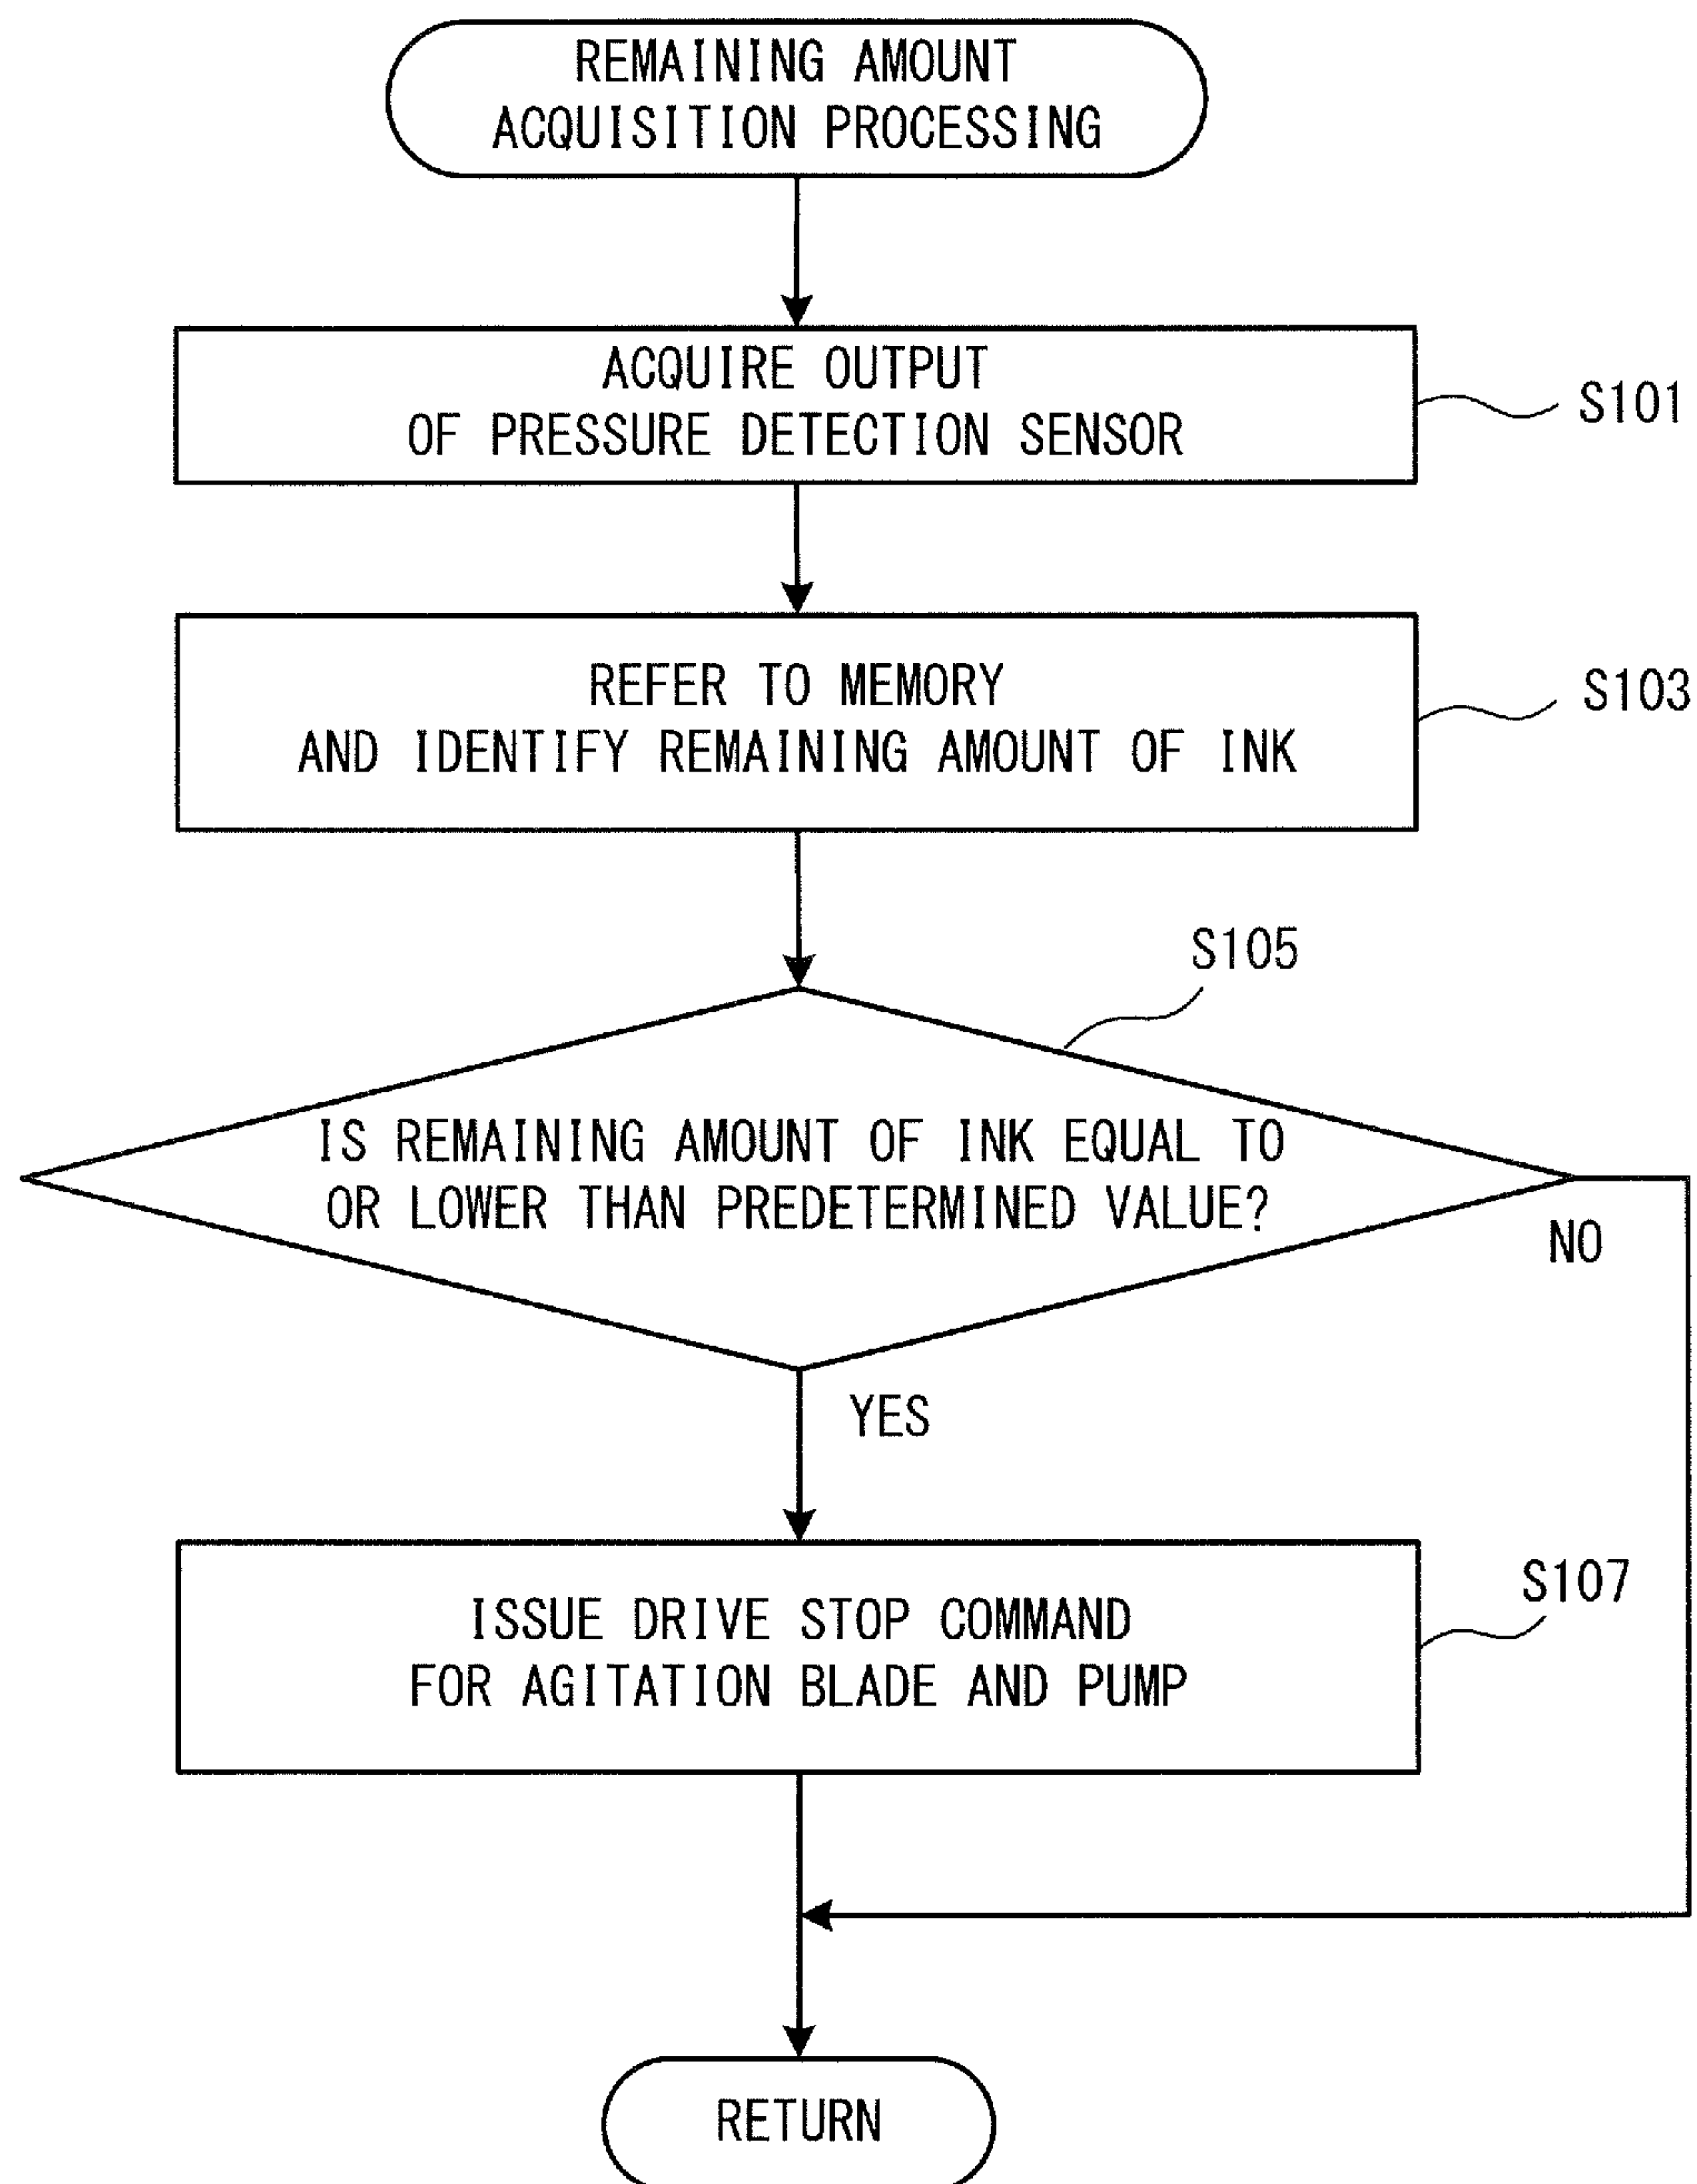 REMAINING AMOUNT
ACQUISITION PROCESSING
ACQUIRE OUTPUT
OF PRESSURE DETECTION SENSOR
S101
REFER TO MEMORY
AND IDENTIFY REMAINING AMOUNT OF INK
S103
S105
IS REMAINING AMOUNT OF INK EQUAL TO
OR LOWER THAN PREDETERMINED VALUE?
NO
YES
ISSUE DRIVE STOP COMMAND
FOR AGITATION BLADE AND PUMP
S107
RETURN